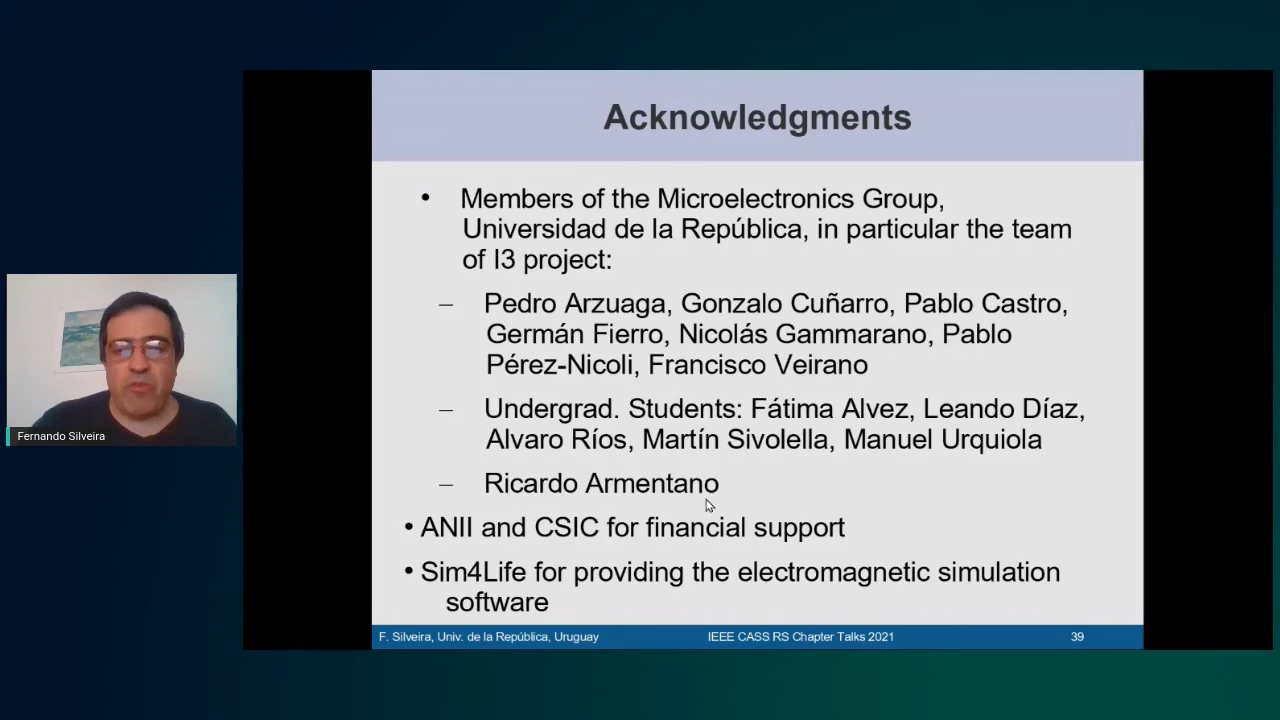 Acknowledgments
• Members of the Microelectronics Group,
Universidad de la República, in particular the team
of I3 project:
– Pedro Arzuaga, Gonzalo Cuñarro, Pablo Castro,
Germán Fierro, Nicolás Gammarano, Pablo
Pérez-Nicoli, Francisco Veirano
– Undergrad. Students: Fátima Alvez, Leando Díaz,
Alvaro Ríos, Martín Sivolella, Manuel Urquiola
– Ricardo Armentano
• ANII and CSIC for financial support
• Sim4Life for providing the electromagnetic simulation
software
F. Silveira, Univ. de la República, Uruguay
IEEE CASS RS Chapter Talks 2021
39
Fernando Silveira